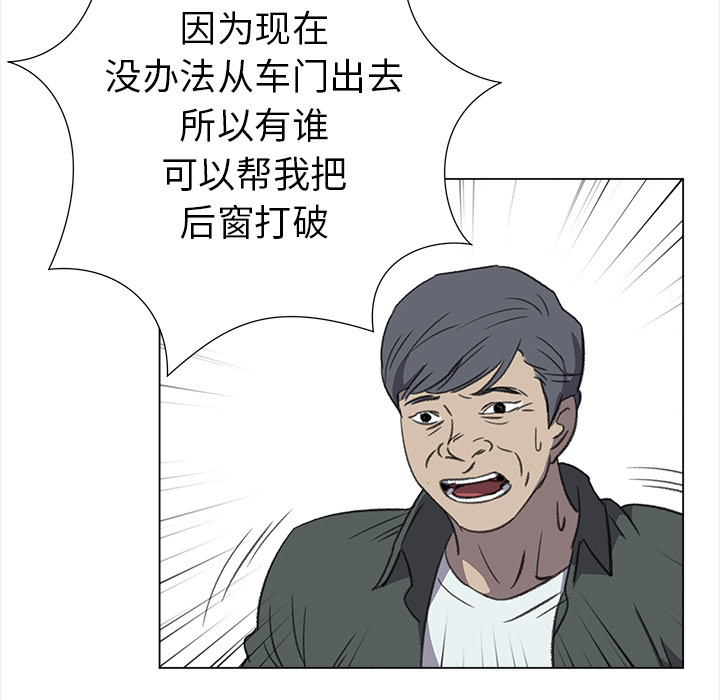 因为现在
没办法从车门出去
所以有谁
可以帮我把
后窗打破